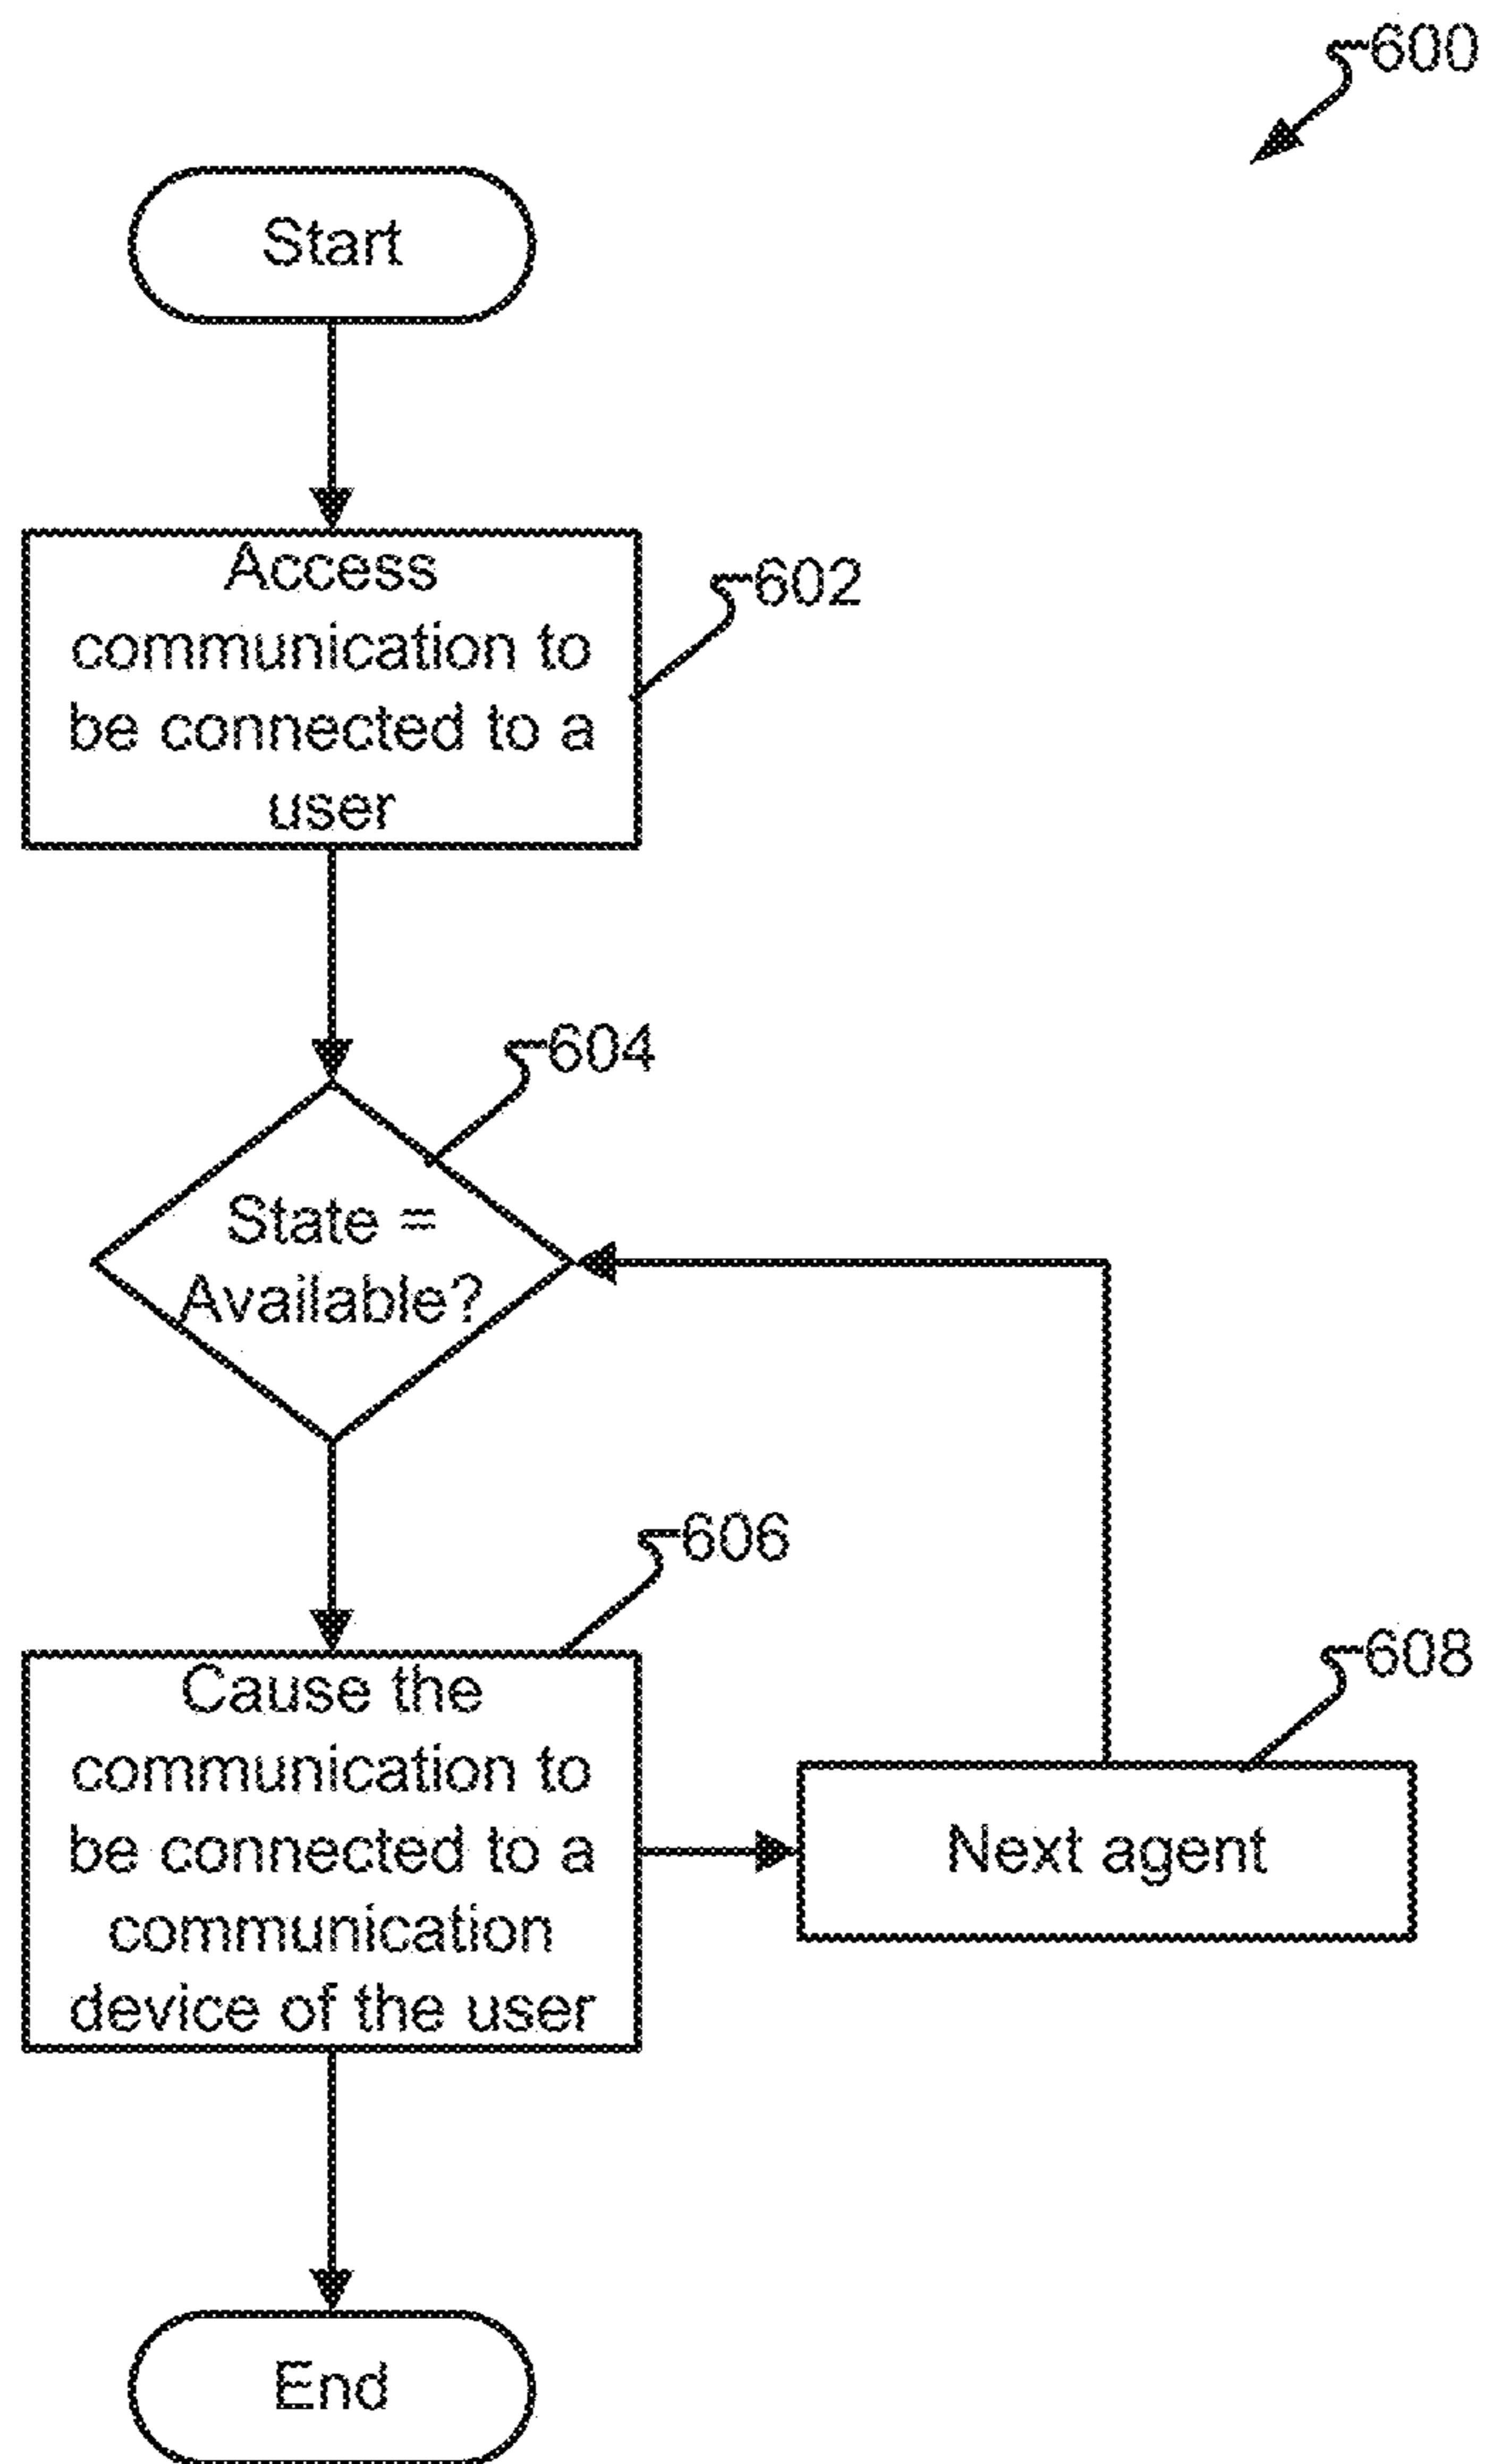 600
Start
Access
communication to
be connected to a
user
602
604
State =
Available?
606
Cause the
communication to
be connected to a
communication
device of the user
608
Next agent
End